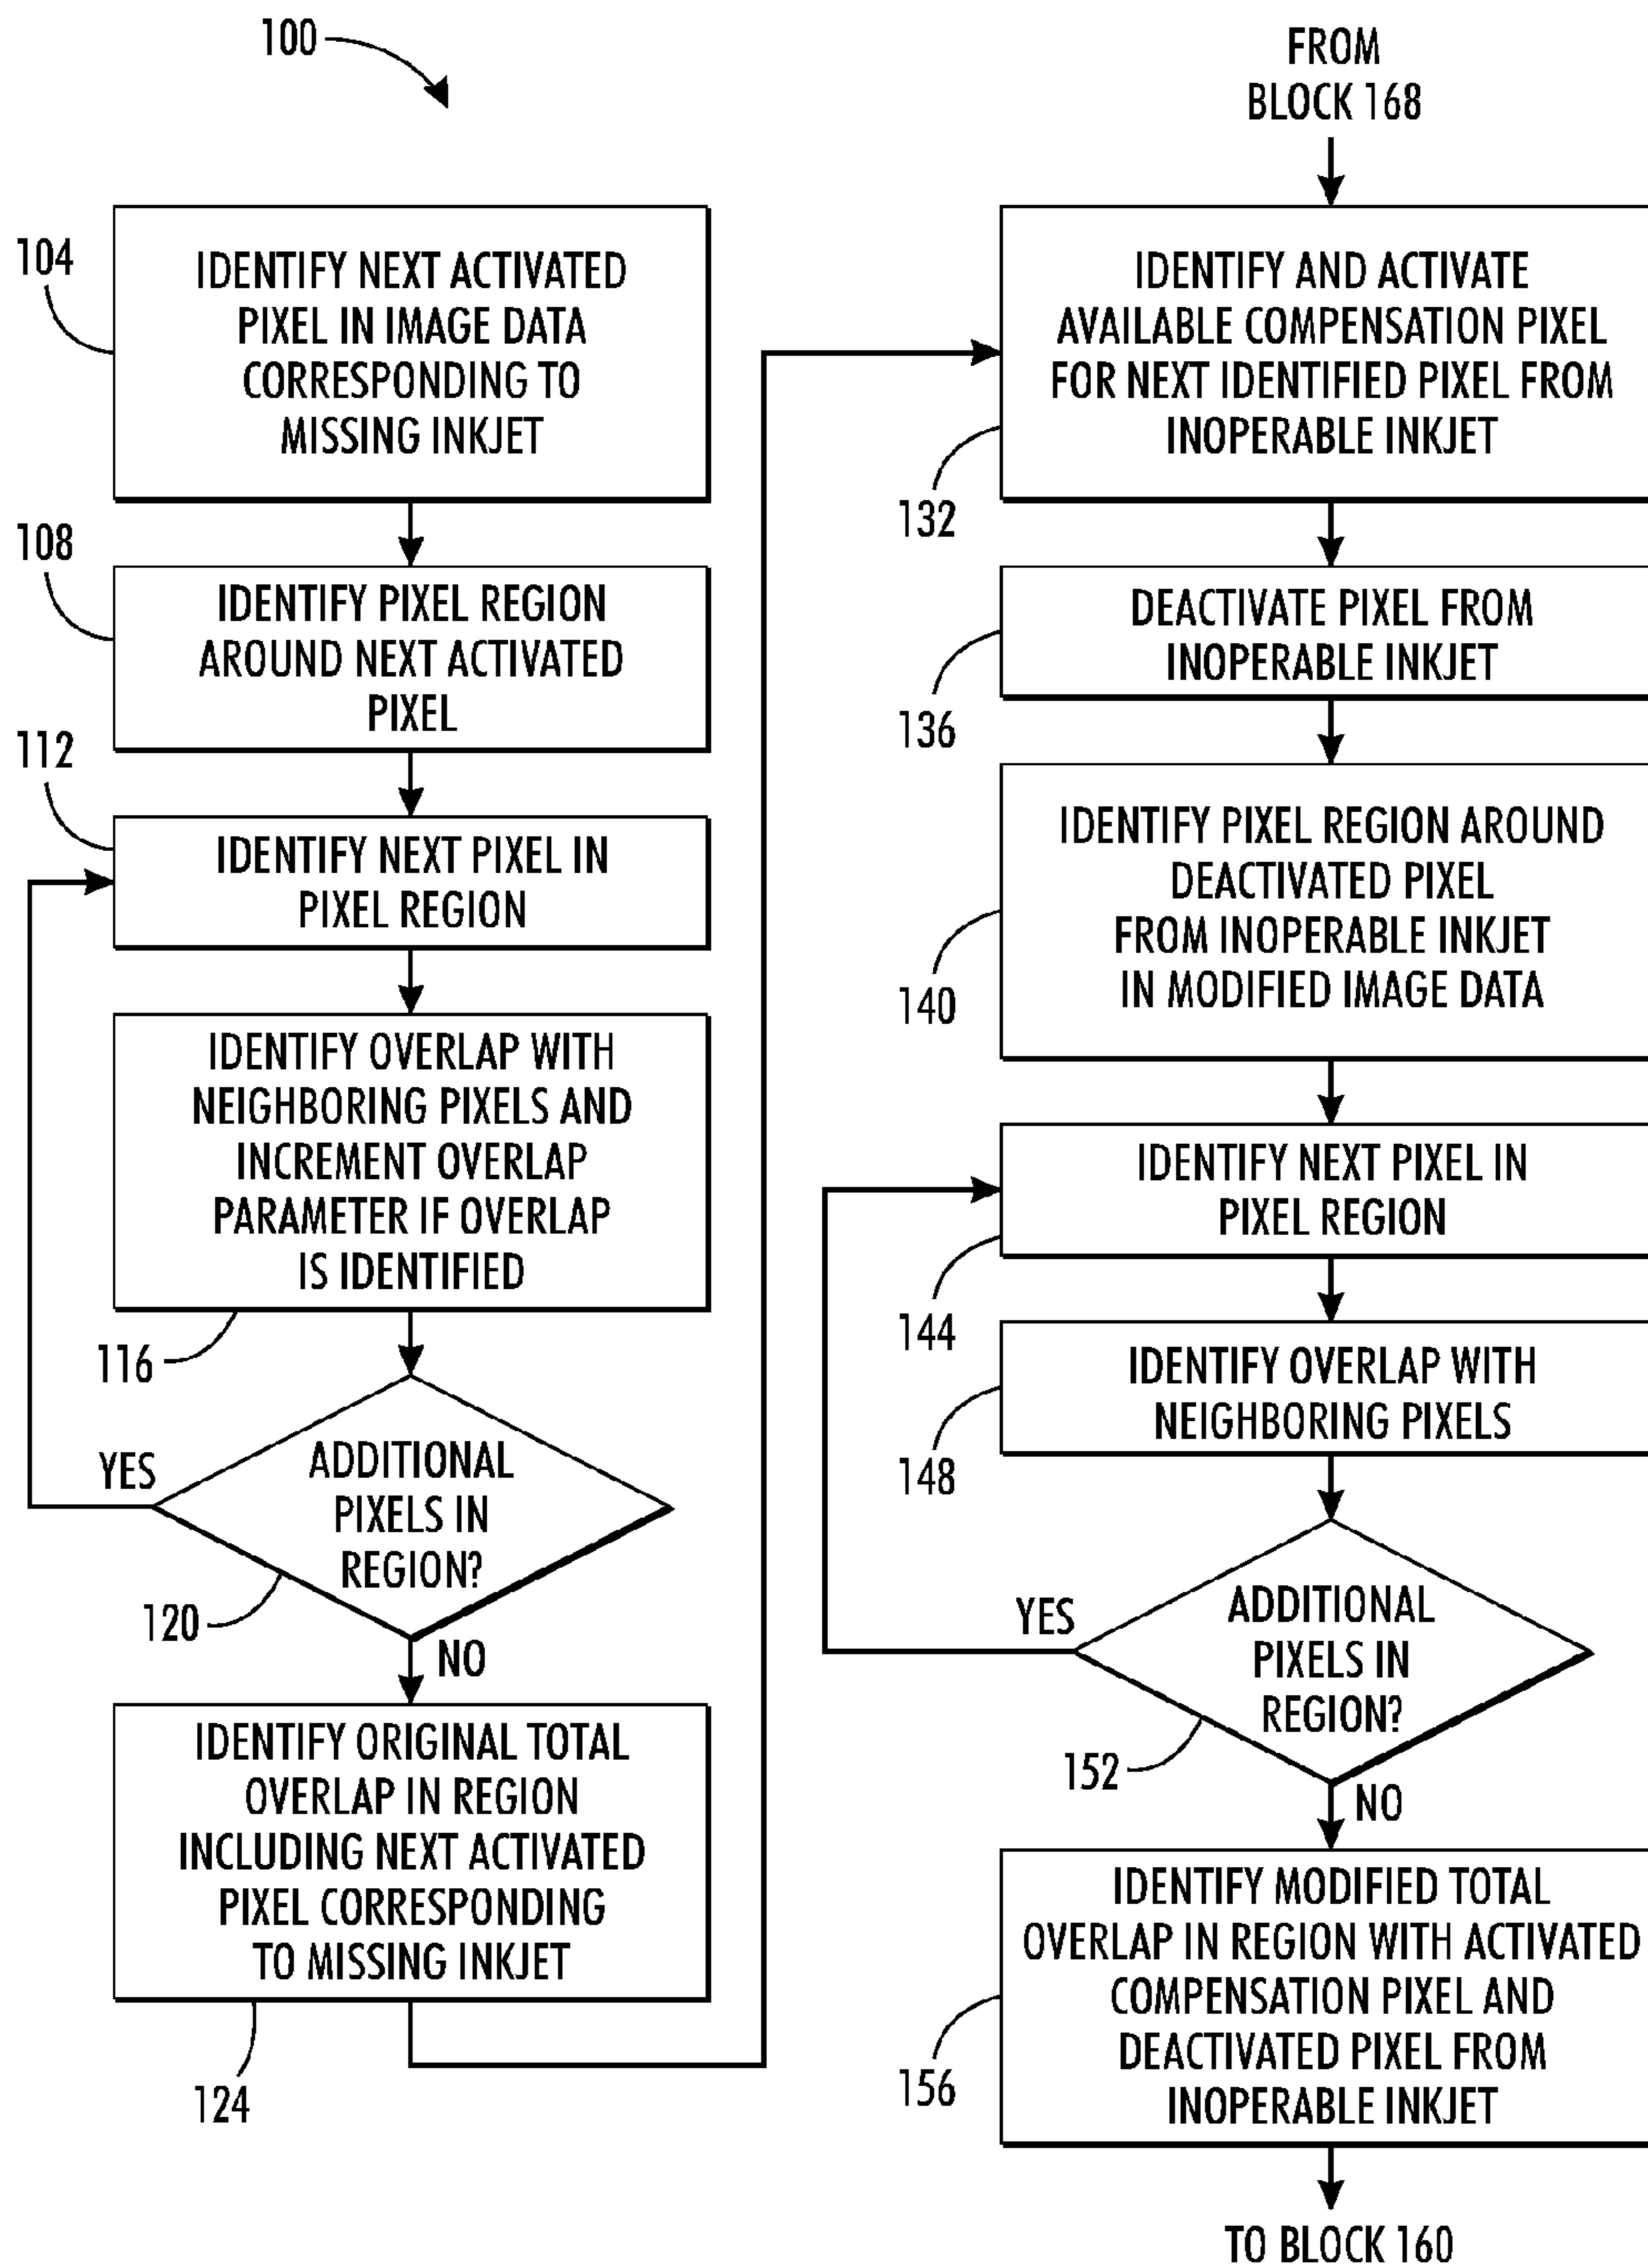 100
104
IDENTIFY NEXT ACTIVATED
PIXEL IN IMAGE DATA
CORRESPONDING TO
MISSING INKJET
108
IDENTIFY PIXEL REGION
AROUND NEXT ACTIVATED
PIXEL
112
IDENTIFY NEXT PIXEL IN
PIXEL REGION
IDENTIFY OVERLAP WITH
NEIGHBORING PIXELS AND
INCREMENT OVERLAP
PARAMETER IF OVERLAP
IS IDENTIFIED
116
YES
ADDITIONAL
PIXELS IN
REGION?
120
NO
IDENTIFY ORIGINAL TOTAL
OVERLAP IN REGION
INCLUDING NEXT ACTIVATED
PIXEL CORRESPONDING
TO MISSING INKJET
124
FROM
BLOCK 168
IDENTIFY AND ACTIVATE
AVAILABLE COMPENSATION PIXEL
FOR NEXT IDENTIFIED PIXEL FROM
INOPERABLE INKJET
132
DEACTIVATE PIXEL FROM
INOPERABLE INKJET
136
IDENTIFY PIXEL REGION AROUND
DEACTIVATED PIXEL
FROM INOPERABLE INKJET
IN MODIFIED IMAGE DATA
140
IDENTIFY NEXT PIXEL IN
PIXEL REGION
144
IDENTIFY OVERLAP WITH
NEIGHBORING PIXELS
148
YES
ADDITIONAL
PIXELS IN
REGION?
152
NO
IDENTIFY MODIFIED TOTAL
OVERLAP IN REGION WITH ACTIVATED
COMPENSATION PIXEL AND
DEACTIVATED PIXEL FROM
INOPERABLE INKJET
156
TO BLOCK 160